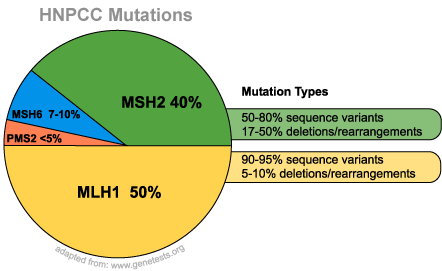 HNPCC Mutations
MSH2 40%
MSH6 7-10%
PMS2 <5%
MLH1 50%
Mutation Types
50-80% sequence variants
17-50% deletions/rearrangements
90-95% sequence variants
5-10% deletions/rearrangements
adapted from: www.genetests.org